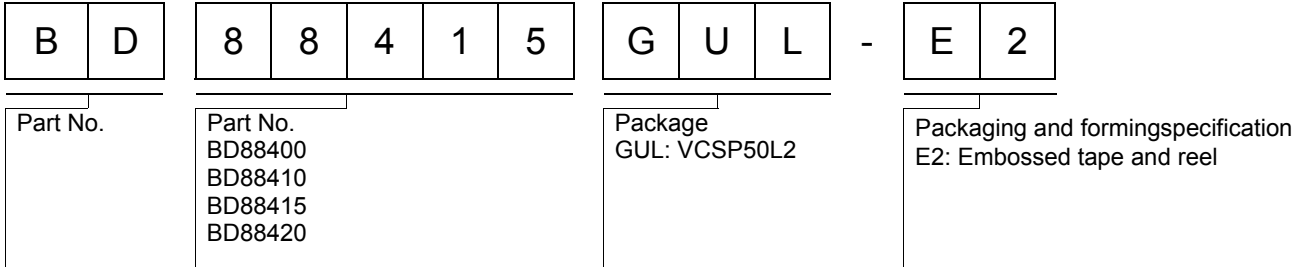 B D 8 8 4 1 5 G U L - E 2
Part No.
Part No.
BD88400
BD88410
BD88415
BD88420
Package
GUL: VCSP50L2
Packaging and formingspecification
E2: Embossed tape and reel